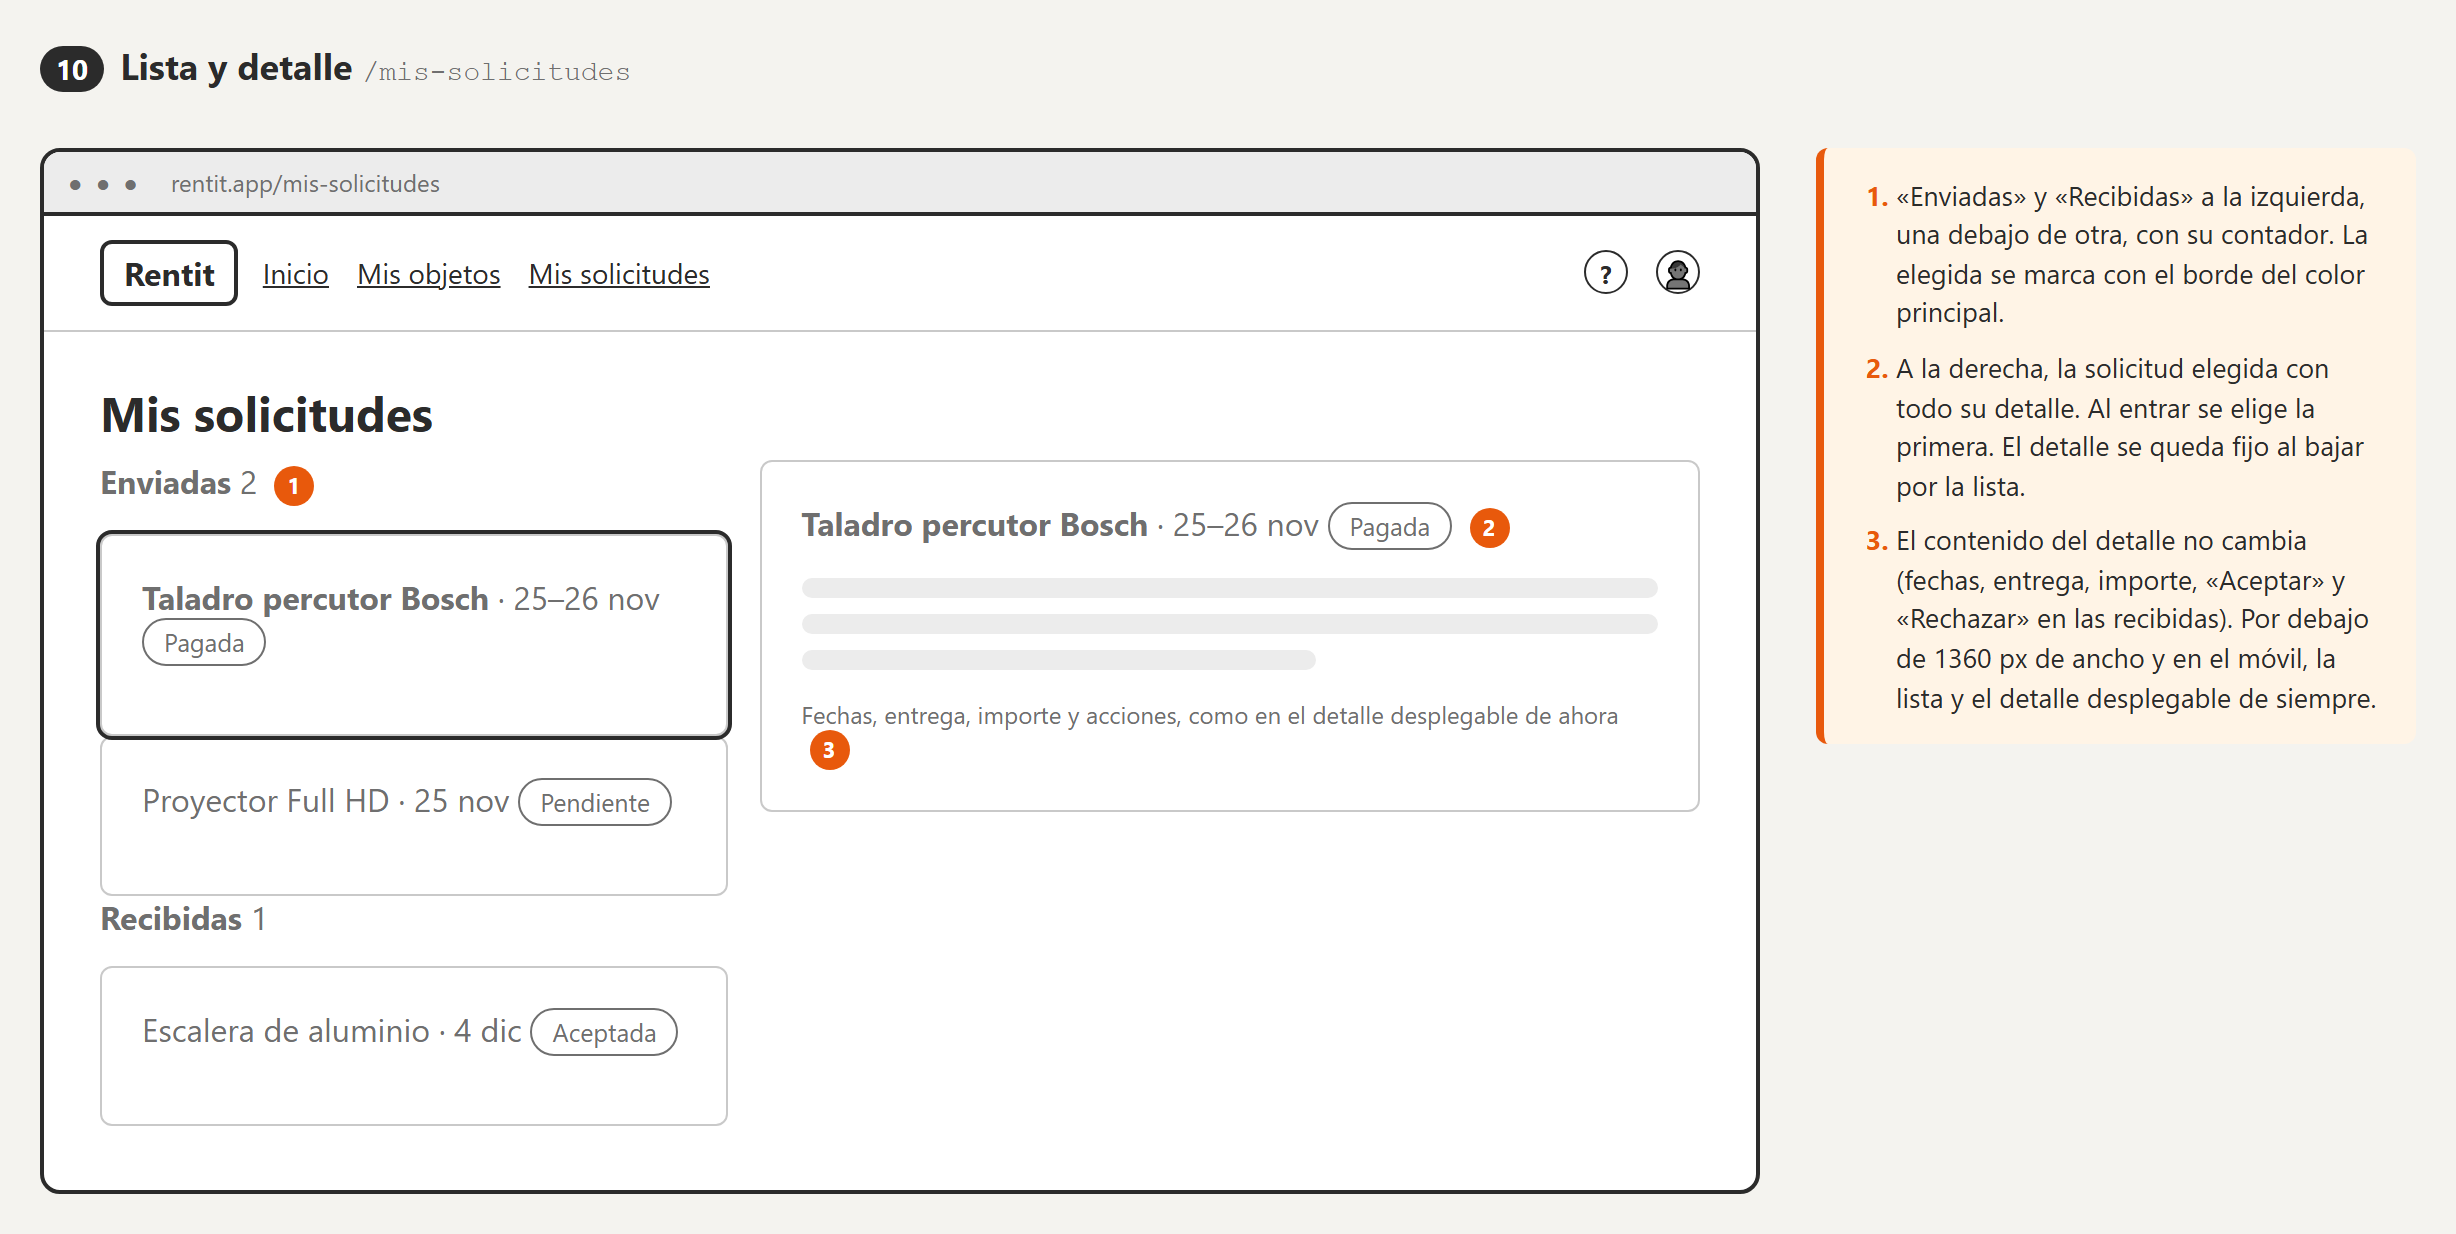 10 Lista y detalle /mis-solicitudes
rentit.app/mis-solicitudes
Rentit Inicio Mis objetos Mis solicitudes ?
Mis solicitudes
Enviadas 2 1
Taladro percutor Bosch · 25–26 nov
Pagada
Proyector Full HD · 25 nov Pendiente
Recibidas 1
Escalera de aluminio · 4 dic Aceptada
Taladro percutor Bosch · 25–26 nov Pagada 2
Fechas, entrega, importe y acciones, como en el detalle desplegable de ahora
3
1. «Enviadas» y «Recibidas» a la izquierda,
una debajo de otra, con su contador. La
elegida se marca con el borde del color
principal.
2. A la derecha, la solicitud elegida con
todo su detalle. Al entrar se elige la
primera. El detalle se queda fijo al bajar
por la lista.
3. El contenido del detalle no cambia
(fechas, entrega, importe, «Aceptar» y
«Rechazar» en las recibidas). Por debajo
de 1360 px de ancho y en el móvil, la
lista y el detalle desplegable de siempre.